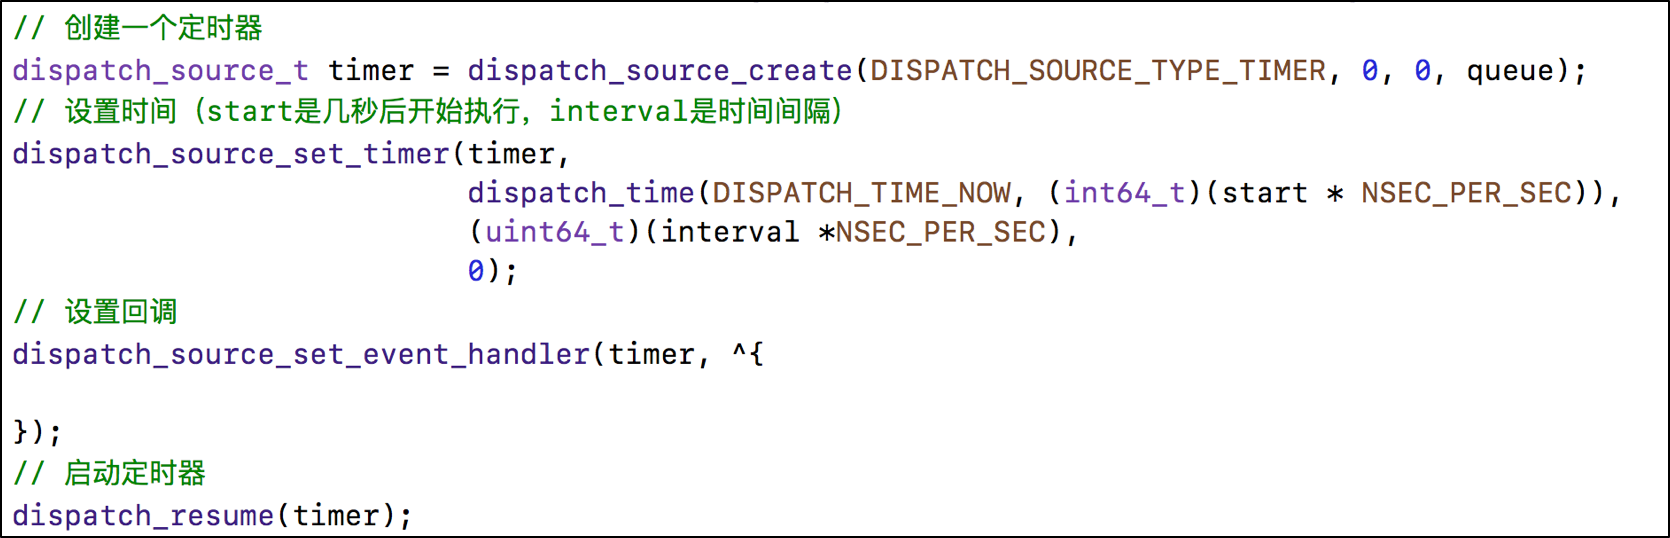 // 创建一个定时器
dispatch_source_t timer = dispatch_source_create(DISPATCH_SOURCE_TYPE_TIMER, 0, 0, queue);
// 设置时间（start是几秒后开始执行，interval是时间间隔）
dispatch_source_set_timer(timer,
                          dispatch_time(DISPATCH_TIME_NOW, (int64_t)(start * NSEC_PER_SEC)),
                          (uint64_t)(interval *NSEC_PER_SEC),
                          0);
// 设置回调
dispatch_source_set_event_handler(timer, ^{

});
// 启动定时器
dispatch_resume(timer);